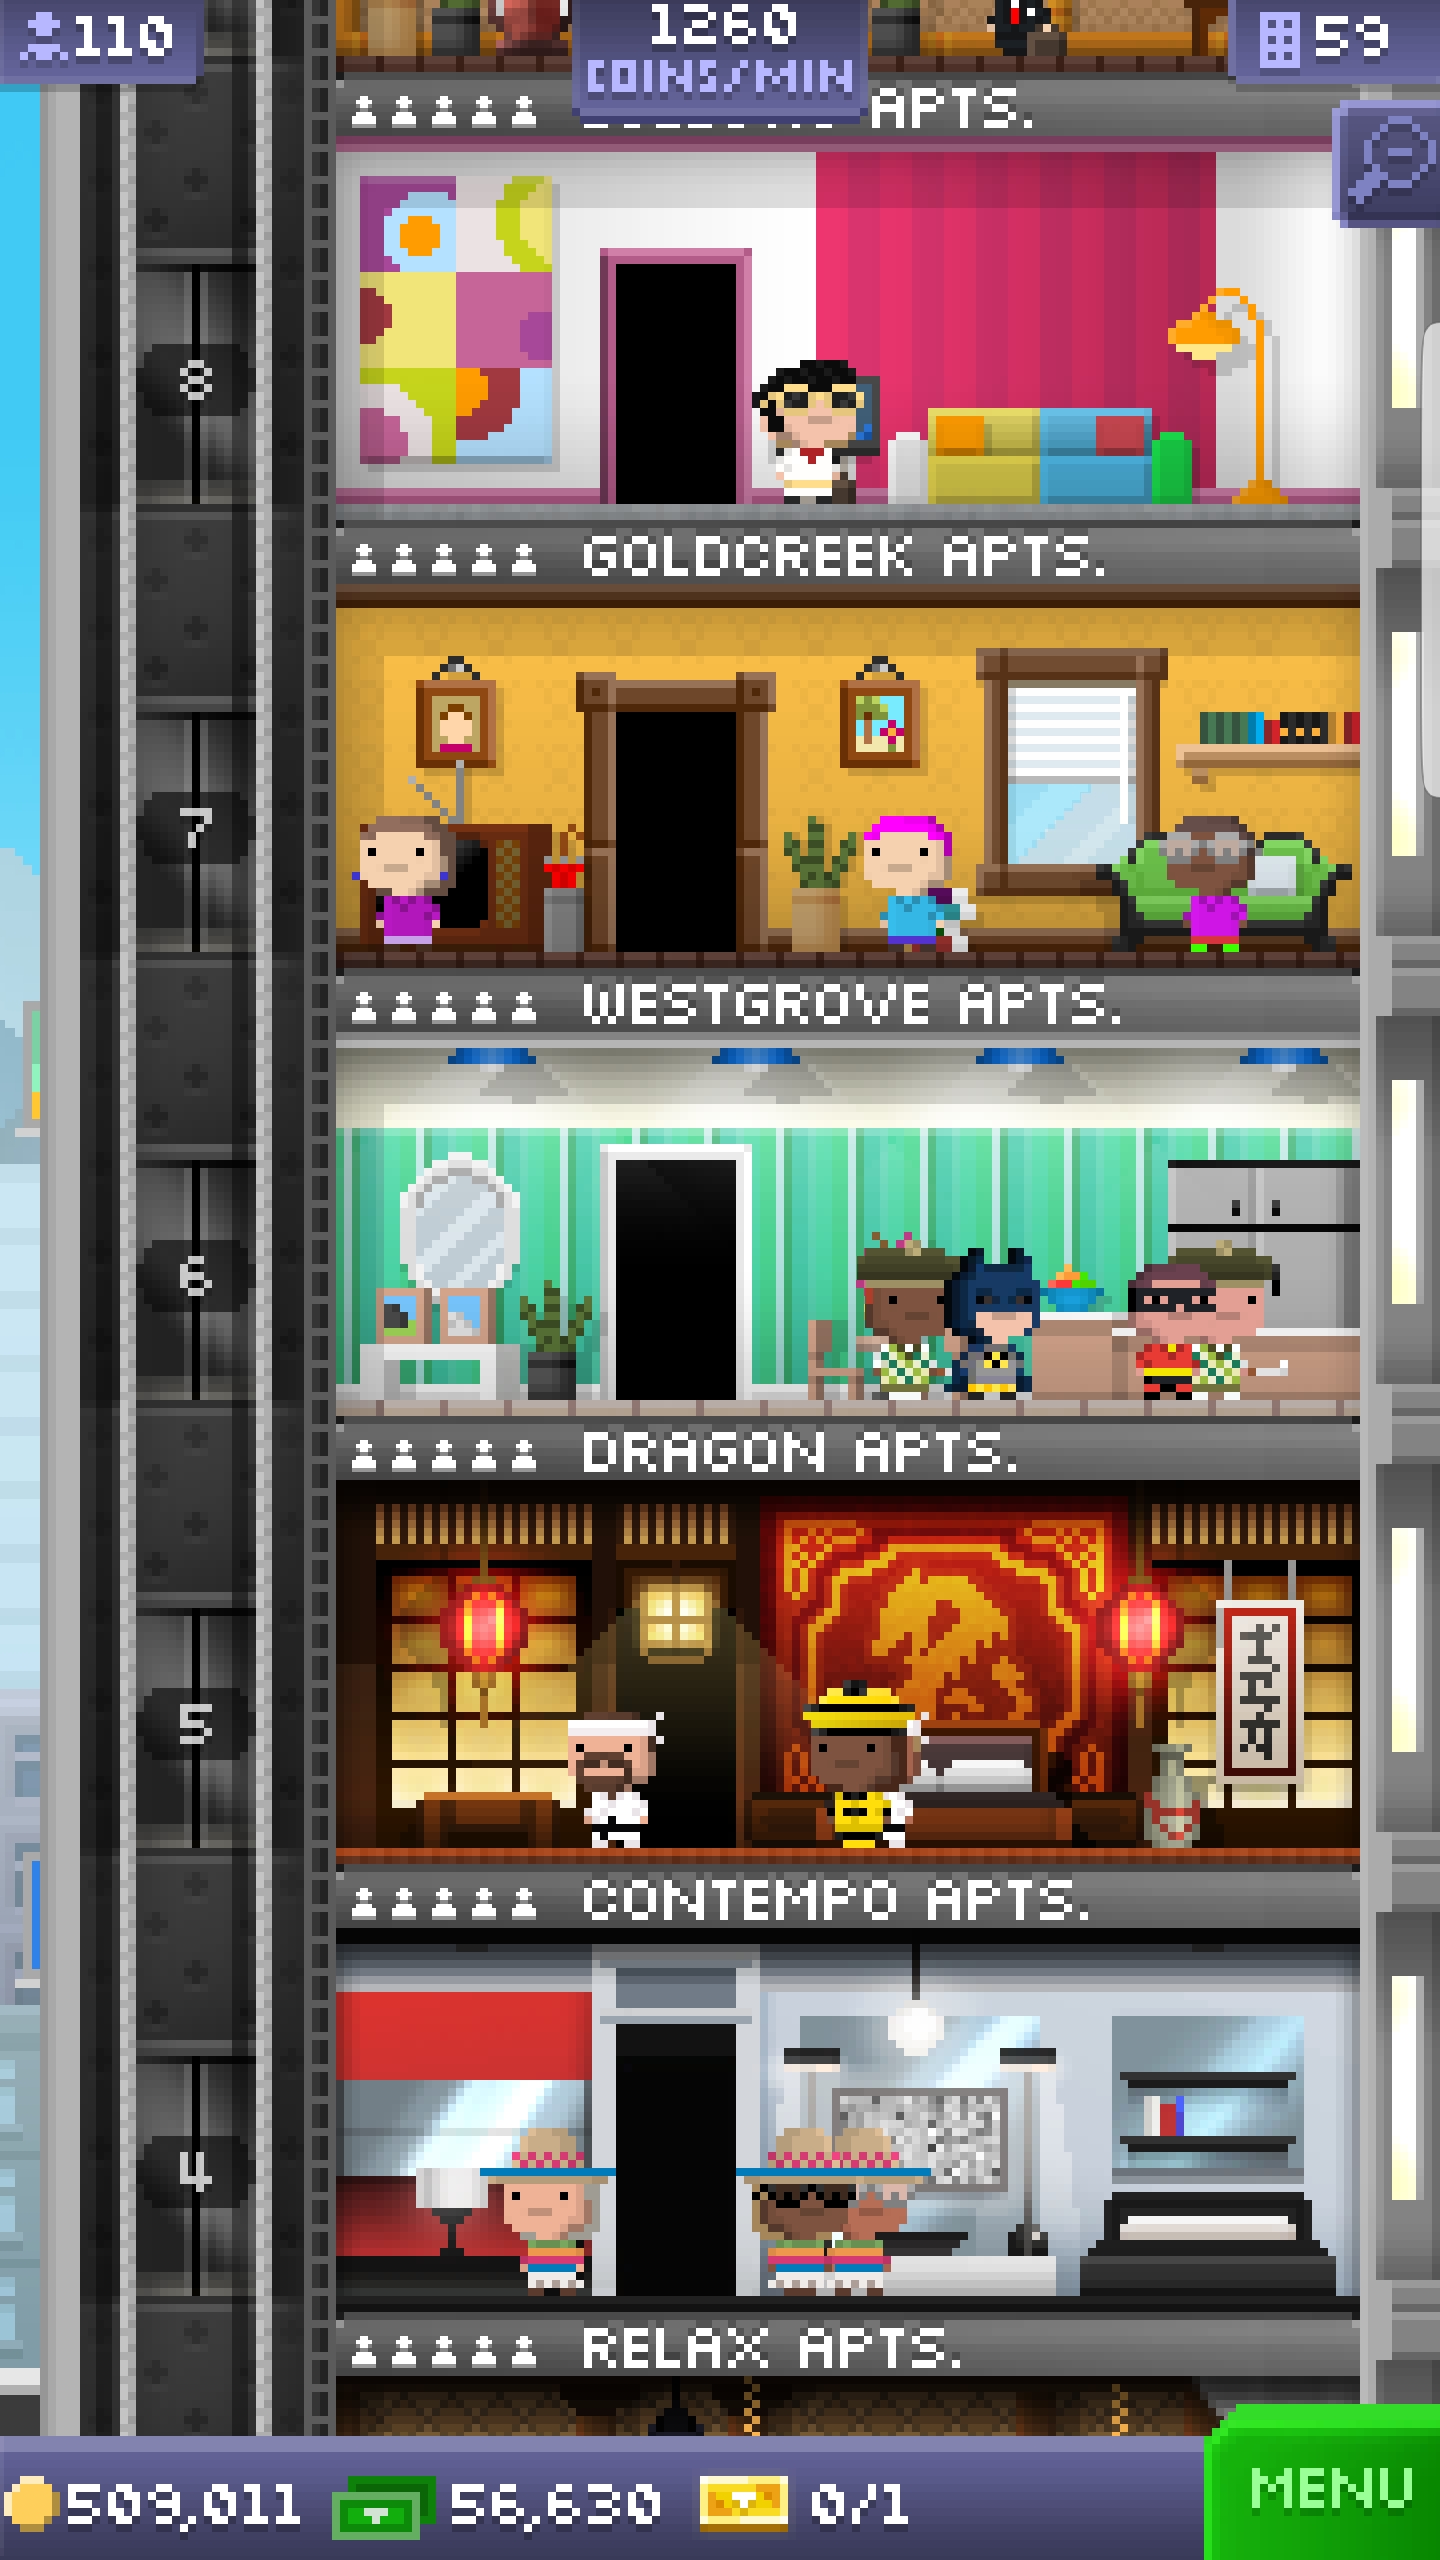 110
1260
COINS/MIN
59
APTS.
8
GOLDCREEK APTS.
7
WESTGROVE APTS.
6
DRAGON APTS.
5
CONTEMPO APTS.
4
RELAX APTS.
509,011
56,630
0/1
MENU